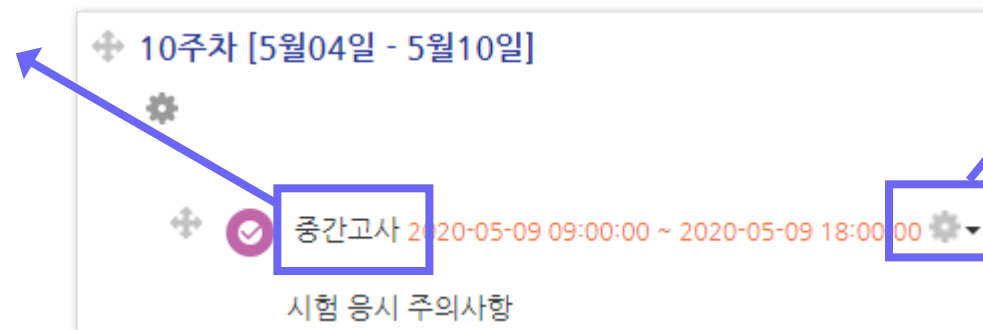 10주차 [5월04일 - 5월10일]
중간고사 2020-05-09 09:00:00 ~ 2020-05-09 18:00:00
시험 응시 주의사항